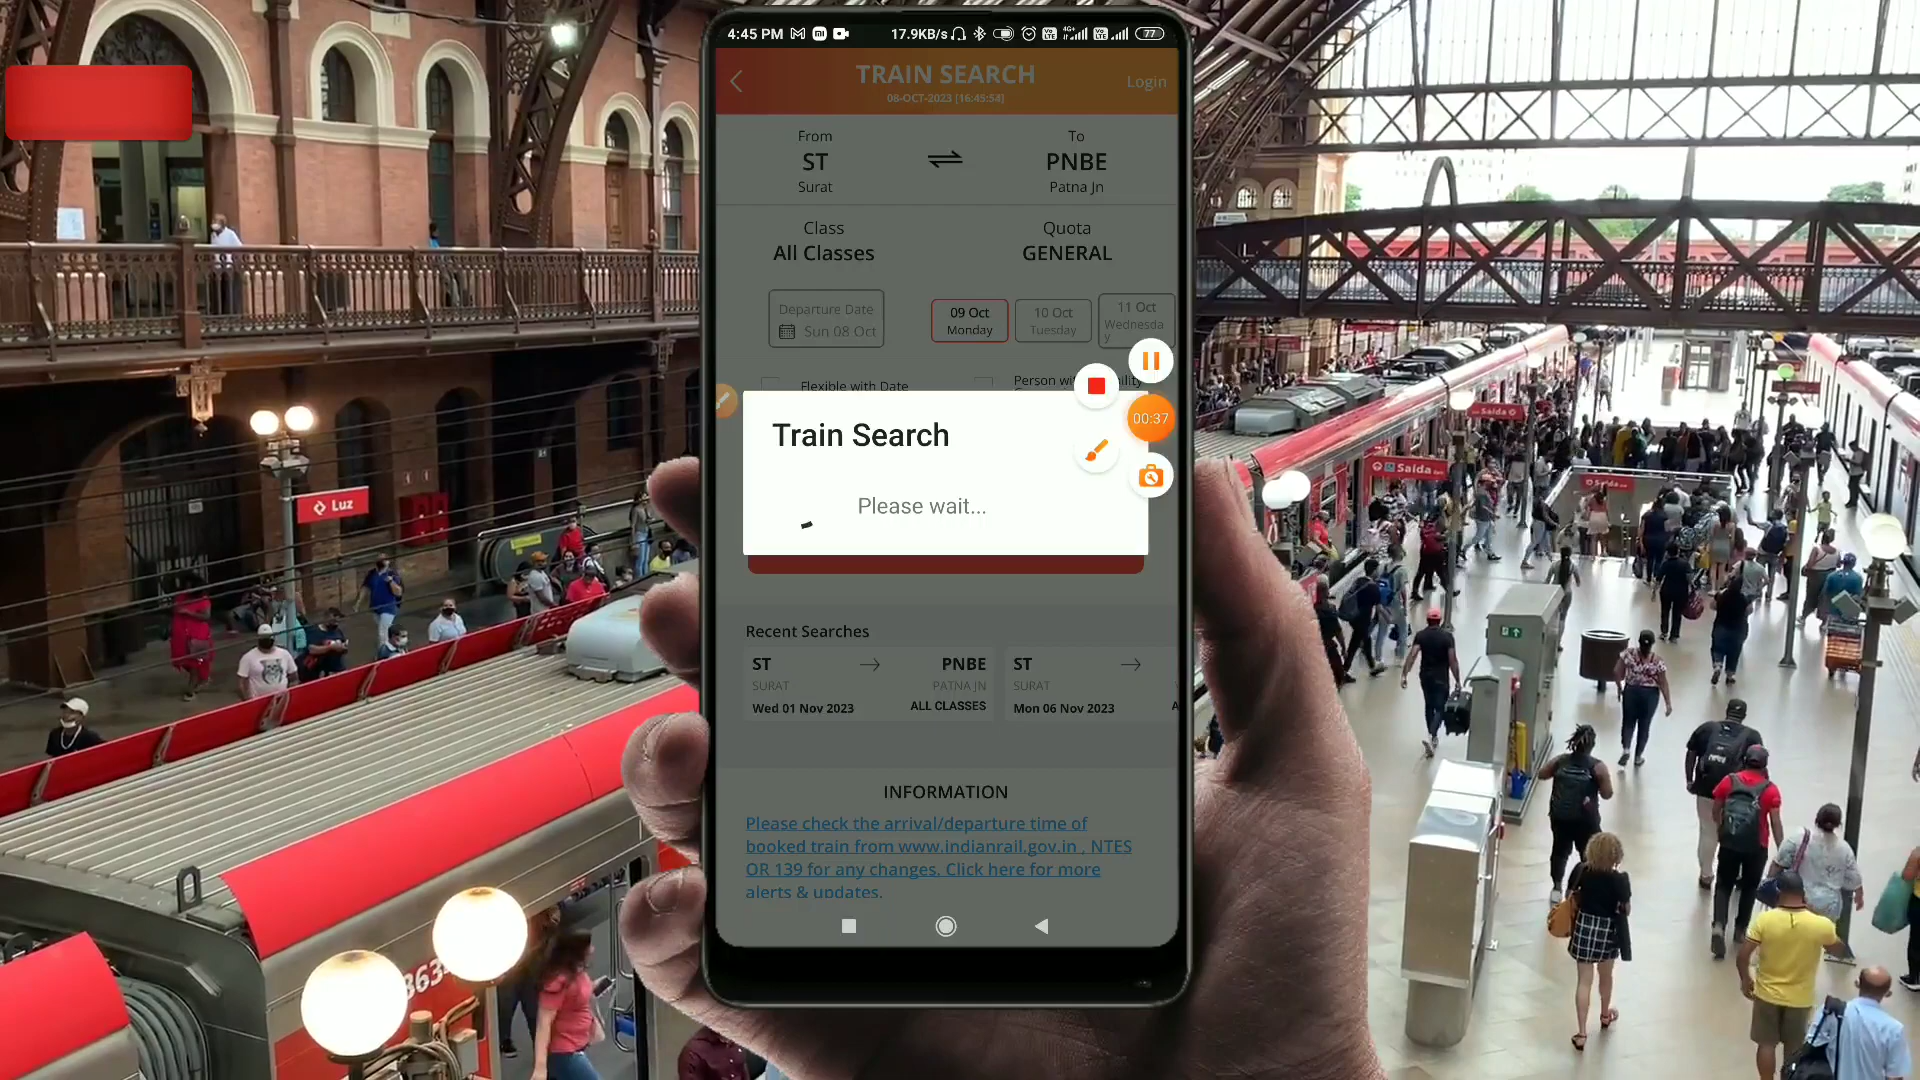 4:45 PM
17.9KB/s
4G+
77
TRAIN SEARCH
08-OCT-2023 [16:45:54]
Login
From
To
ST
PNBE
Surat
Patna Jn
Class
Quota
All Classes
GENERAL
Departure Date
Sun 08 Oct
09 Oct
Monday
10 Oct
Tuesday
11 Oct
Wednesda
y
Flexible with Date
Train Search
Please wait...
00:37
Recent Searches
ST
PNBE
SURAT
PATNA JN
Wed 01 Nov 2023
ALL CLASSES
ST
SURAT
Mon 06 Nov 2023
INFORMATION
Please check the arrival/departure time of
booked train from www.indianrail.gov.in , NTES
OR 139 for any changes. Click here for more
alerts & updates.
Luz
Saída
Saída